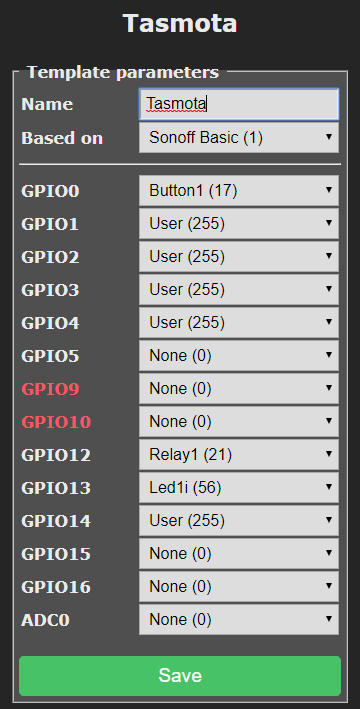 Tasmota
Template parameters
Name Tasmota
Based on Sonoff Basic (1)
GPIO0 Button1 (17)
GPIO1 User (255)
GPIO2 User (255)
GPIO3 User (255)
GPIO4 User (255)
GPIO5 None (0)
GPIO9 None (0)
GPIO10 None (0)
GPIO12 Relay1 (21)
GPIO13 Led1i (56)
GPIO14 User (255)
GPIO15 None (0)
GPIO16 None (0)
ADC0 None (0)
Save